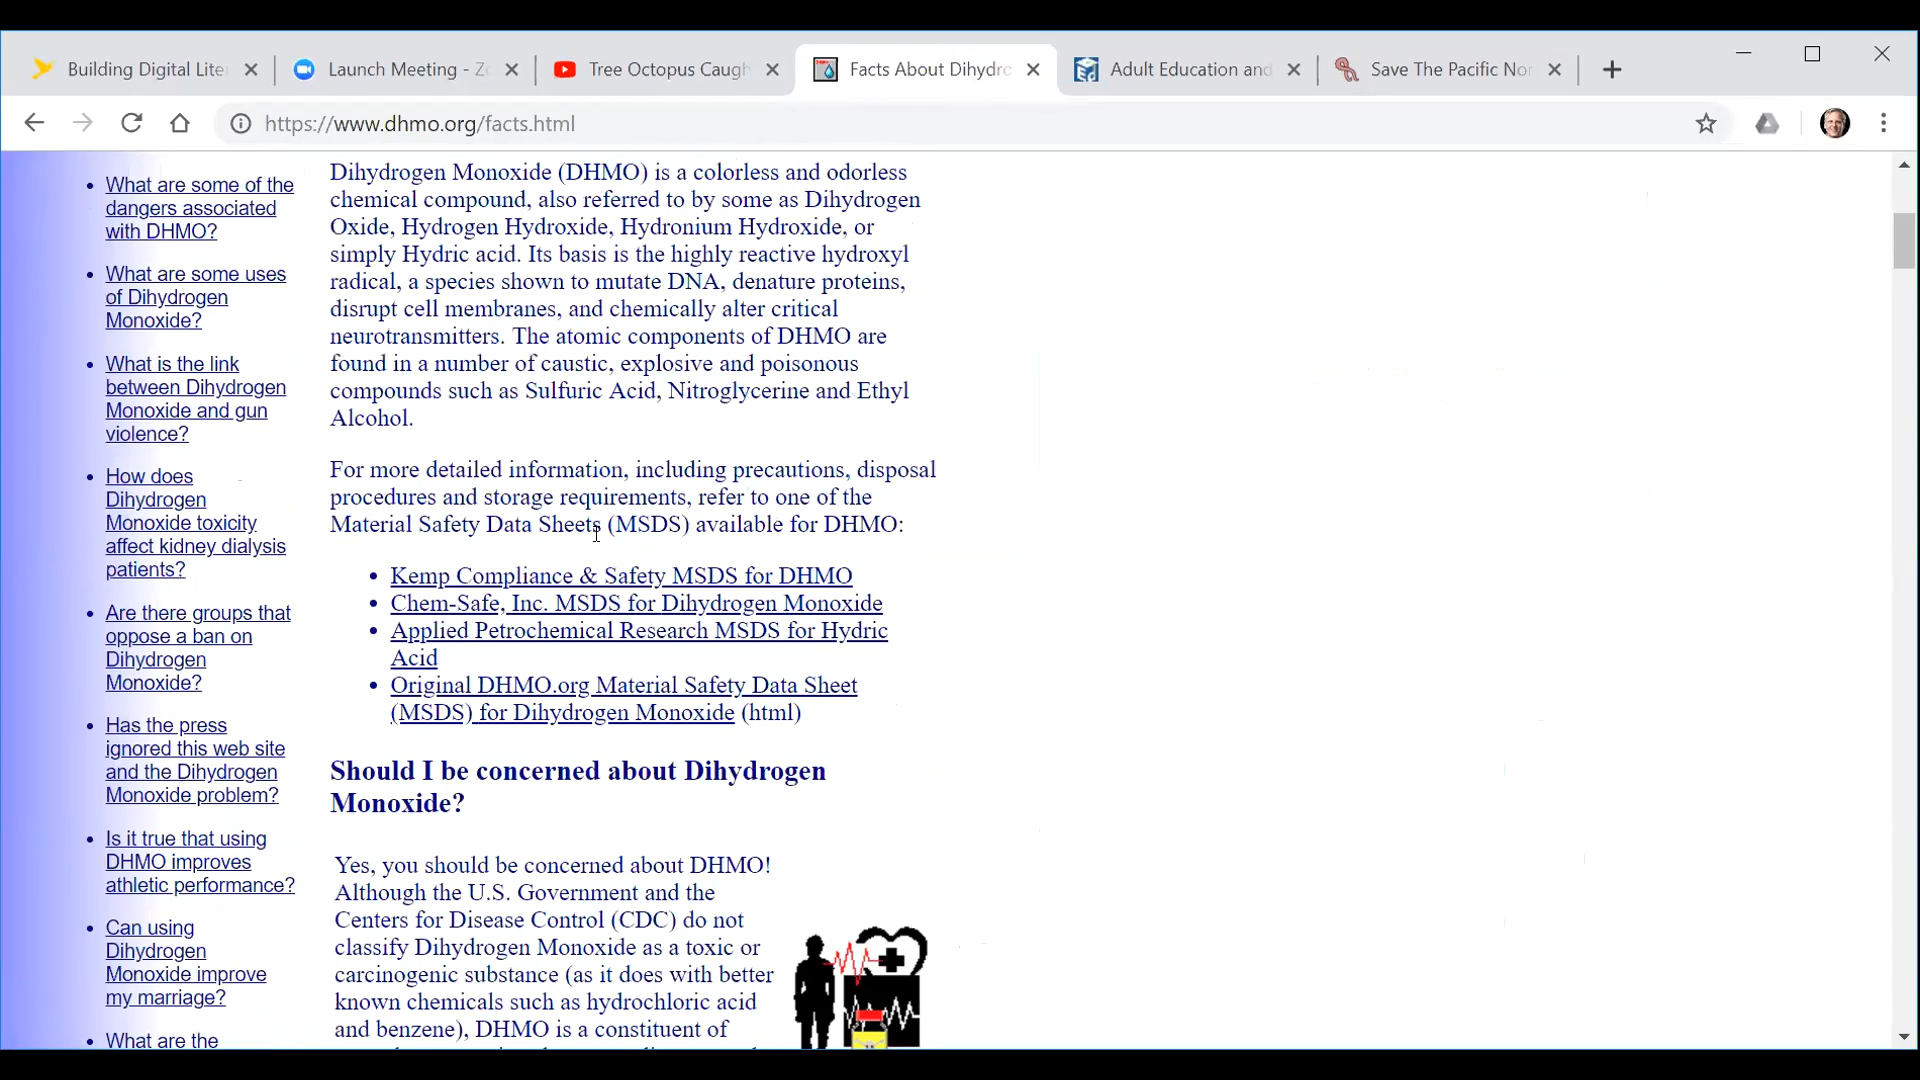 Building Digital Lite
Launch Meeting - Zo
Tree Octopus Caugh
Facts About Dihydro
Adult Education and
Save The Pacific Nor
https://www.dhmo.org/facts.html
What are some of the
dangers associated
with DHMO?
What are some uses
of Dihydrogen
Monoxide?
What is the link
between Dihydrogen
Monoxide and gun
violence?
How does
Dihydrogen
Monoxide toxicity
affect kidney dialysis
patients?
Are there groups that
oppose a ban on
Dihydrogen
Monoxide?
Has the press
ignored this web site
and the Dihydrogen
Monoxide problem?
Is it true that using
DHMO improves
athletic performance?
Can using
Dihydrogen
Monoxide improve
my marriage?
What are the
Dihydrogen Monoxide (DHMO) is a colorless and odorless
chemical compound, also referred to by some as Dihydrogen
Oxide, Hydrogen Hydroxide, Hydronium Hydroxide, or
simply Hydric acid. Its basis is the highly reactive hydroxyl
radical, a species shown to mutate DNA, denature proteins,
disrupt cell membranes, and chemically alter critical
neurotransmitters. The atomic components of DHMO are
found in a number of caustic, explosive and poisonous
compounds such as Sulfuric Acid, Nitroglycerine and Ethyl
Alcohol.
For more detailed information, including precautions, disposal
procedures and storage requirements, refer to one of the
Material Safety Data Sheets (MSDS) available for DHMO:
Kemp Compliance & Safety MSDS for DHMO
Chem-Safe, Inc. MSDS for Dihydrogen Monoxide
Applied Petrochemical Research MSDS for Hydric
Acid
Original DHMO.org Material Safety Data Sheet
(MSDS) for Dihydrogen Monoxide (html)
Should I be concerned about Dihydrogen
Monoxide?
Yes, you should be concerned about DHMO!
Although the U.S. Government and the
Centers for Disease Control (CDC) do not
classify Dihydrogen Monoxide as a toxic or
carcinogenic substance (as it does with better
known chemicals such as hydrochloric acid
and benzene), DHMO is a constituent of